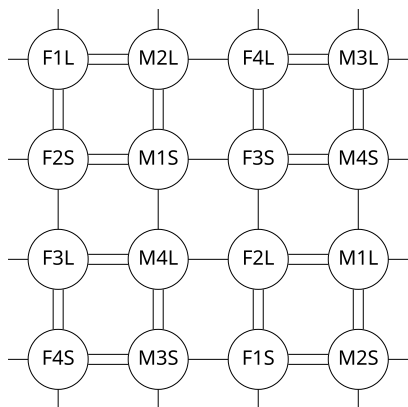 F1L M2L F4L M3L
F2S M1S F3S M4S
F3L M4L F2L M1L
F4S M3S F1S M2S